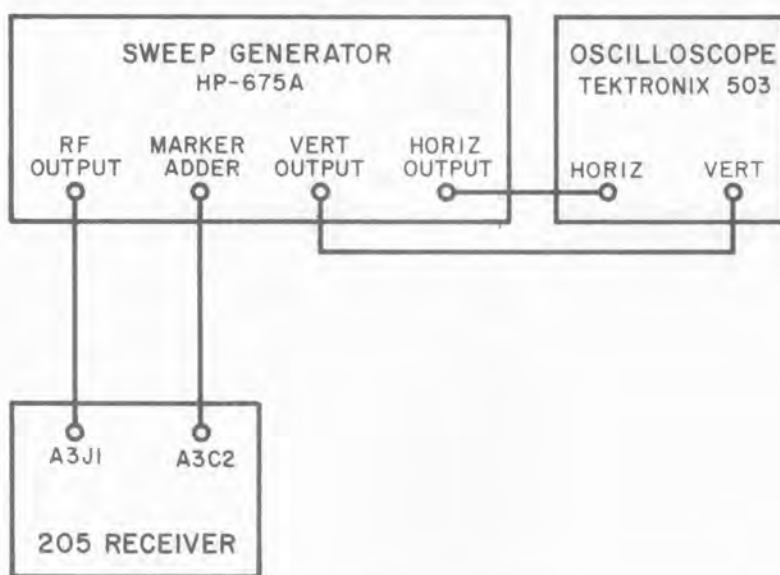 SWEEP GENERATOR
HP-675A
RF
OUTPUT
MARKER
ADDER
VERT
OUTPUT
HORIZ
OUTPUT
OSCILLOSCOPE
TEKTRONIX 503
HORIZ
VERT
A3J1
A3C2
205 RECEIVER